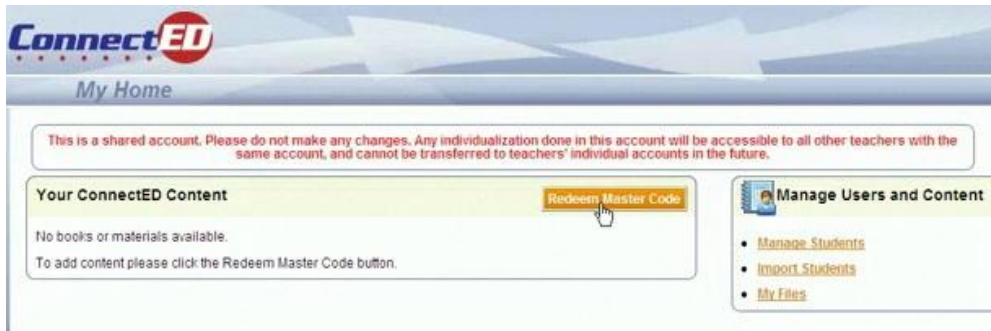 ConnectED
My Home
This is a shared account. Please do not make any changes. Any individualization done in this account will be accessible to all other teachers with the
same account, and cannot be transferred to teachers' individual accounts in the future.
Your ConnectED Content
Redeem Master Code
No books or materials available.
To add content please click the Redeem Master Code button.
Manage Users and Content
Manage Students
Import Students
My Files